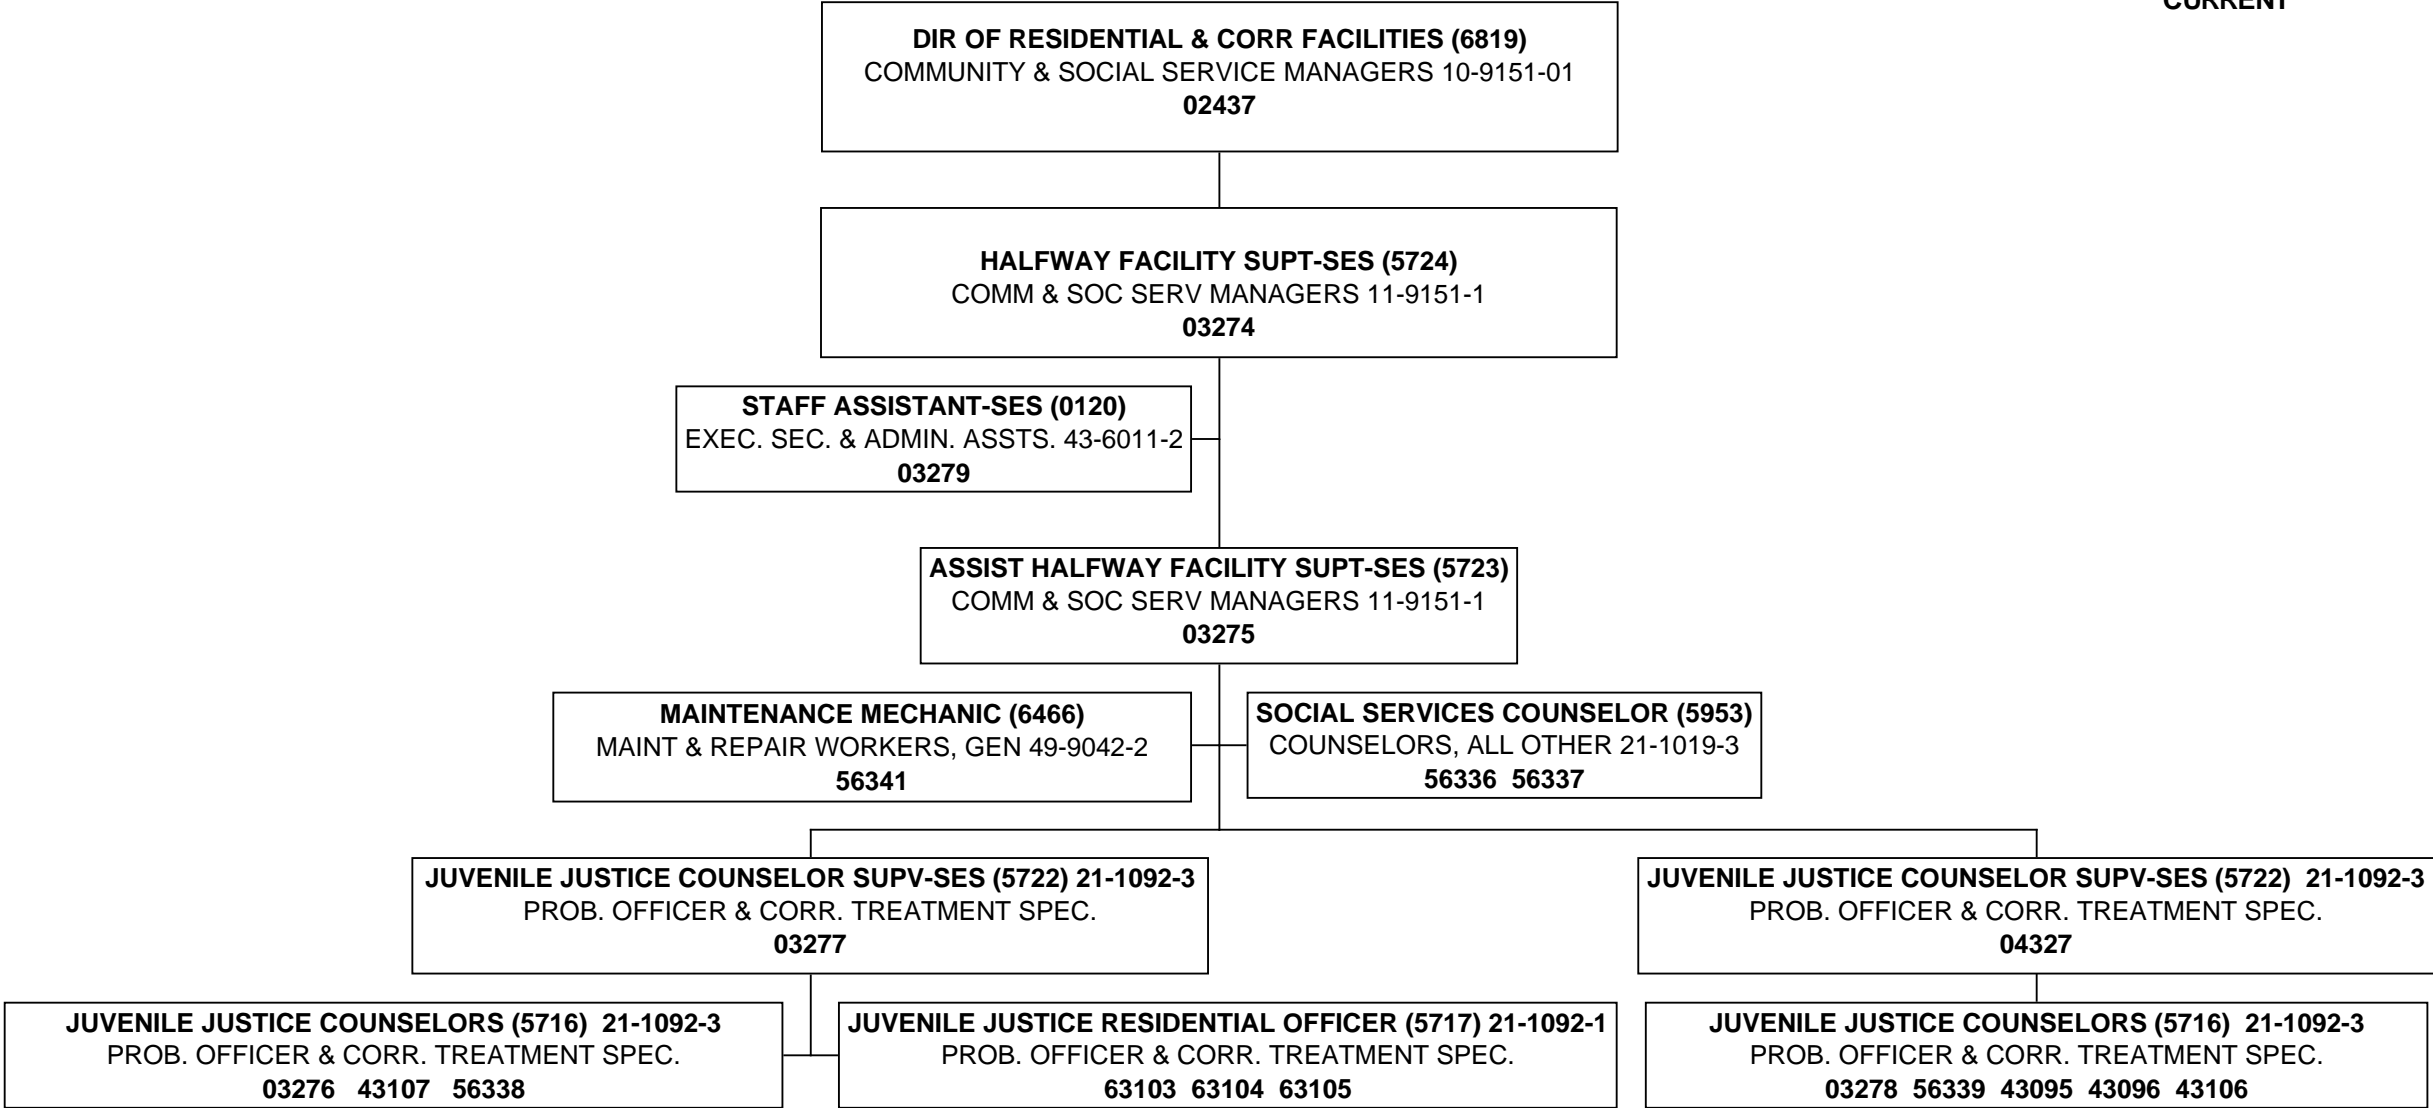 CURRENT
DIR OF RESIDENTIAL & CORR FACILITIES (6819)
COMMUNITY & SOCIAL SERVICE MANAGERS 10-9151-01
02437
HALFWAY FACILITY SUPT-SES (5724)
COMM & SOC SERV MANAGERS 11-9151-1
03274
STAFF ASSISTANT-SES (0120)
EXEC. SEC. & ADMIN. ASSTS. 43-6011-2
03279
ASSIST HALFWAY FACILITY SUPT-SES (5723)
COMM & SOC SERV MANAGERS 11-9151-1
03275
MAINTENANCE MECHANIC (6466)
MAINT & REPAIR WORKERS, GEN 49-9042-2
56341
SOCIAL SERVICES COUNSELOR (5953)
COUNSELORS, ALL OTHER 21-1019-3
56336 56337
JUVENILE JUSTICE COUNSELOR SUPV-SES (5722) 21-1092-3
PROB. OFFICER & CORR. TREATMENT SPEC.
03277
JUVENILE JUSTICE COUNSELOR SUPV-SES (5722) 21-1092-3
PROB. OFFICER & CORR. TREATMENT SPEC.
04327
JUVENILE JUSTICE COUNSELORS (5716) 21-1092-3
PROB. OFFICER & CORR. TREATMENT SPEC.
03276 43107 56338
JUVENILE JUSTICE RESIDENTIAL OFFICER (5717) 21-1092-1
PROB. OFFICER & CORR. TREATMENT SPEC.
63103 63104 63105
JUVENILE JUSTICE COUNSELORS (5716) 21-1092-3
PROB. OFFICER & CORR. TREATMENT SPEC.
03278 56339 43095 43096 43106